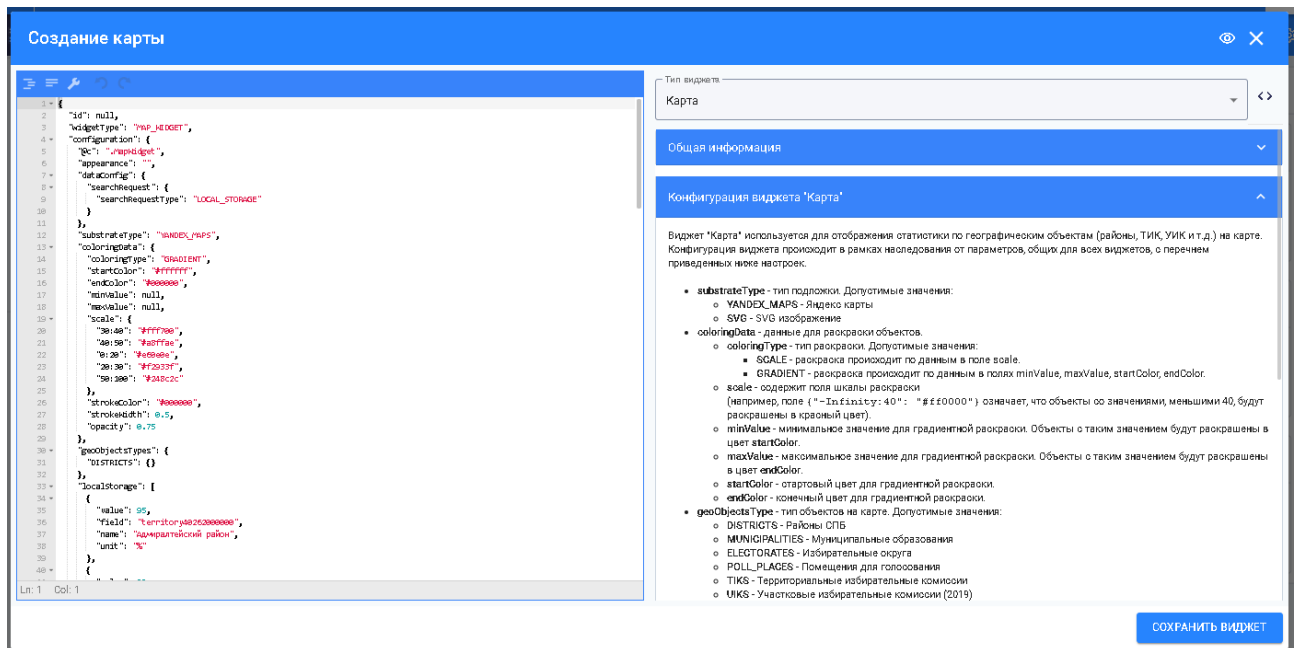 Создание карты
Тип виджета
Карта
1 {
2 "id": null,
3 "widgetType": "MAP_WIDGET",
4 "configuration": {
5 "@c": ".MapWidget",
6 "appearance": "",
7 "dataConfig": {
8 "searchRequest": {
9 "searchRequestType": "LOCAL_STORAGE"
10 }
11 },
12 "substrateType": "YANDEX_MAPS",
13 "coloringData": {
14 "coloringType": "GRADIENT",
15 "startColor": "#ffffff",
16 "endColor": "#000000",
17 "minValue": null,
18 "maxValue": null,
19 "scale": {
20 "30:40": "#fff700",
21 "40:50": "#a8ffae",
22 "0:20": "#e60e0e",
23 "20:30": "#f2933f",
24 "50:100": "#248c2c"
25 },
26 "strokeColor": "#000000",
27 "strokeWidth": 0.5,
28 "opacity": 0.75
29 },
30 "geoObjectsTypes": {
31 "DISTRICTS": {}
32 },
33 "localStorage": [
34 {
35 "value": 95,
36 "field": "territory40262000000",
37 "name": "Адмиралтейский район",
38 "unit": "%"
39 },
40 {
Ln: 1 Col: 1
Общая информация
Конфигурация виджета "Карта"
Виджет "Карта" используется для отображения статистики по географическим объектам (районы, ТИК, УИК и т.д.) на карте.
Конфигурация виджета происходит в рамках наследования от параметров, общих для всех виджетов, с перечнем
приведенных ниже настроек.
substrateType - тип подложки. Допустимые значения:
YANDEX_MAPS - Яндекс карты
SVG - SVG изображение
coloringData - данные для раскраски объектов.
coloringType - тип раскраски. Допустимые значения:
SCALE - раскраска происходит по данным в поле scale.
GRADIENT - раскраска происходит по данным в полях minValue, maxValue, startColor, endColor.
scale - содержит поля шкалы раскраски
(например, поле {"-Infinity:40": "#ff0000"} означает, что объекты со значениями, меньшими 40, будут
раскрашены в красный цвет).
minValue - минимальное значение для градиентной раскраски. Объекты с таким значением будут раскрашены в
цвет startColor.
maxValue - максимальное значение для градиентной раскраски. Объекты с таким значением будут раскрашены
в цвет endColor.
startColor - стартовый цвет для градиентной раскраски.
endColor - конечный цвет для градиентной раскраски.
geoObjectsType - тип объектов на карте. Допустимые значения:
DISTRICTS - Районы СПБ
MUNICIPALITIES - Муниципальные образования
ELECTORATES - Избирательные округа
POLL_PLACES - Помещения для голосования
TIKS - Территориальные избирательные комиссии
UIKS - Участковые избирательные комиссии (2019)
СОХРАНИТЬ ВИДЖЕТ